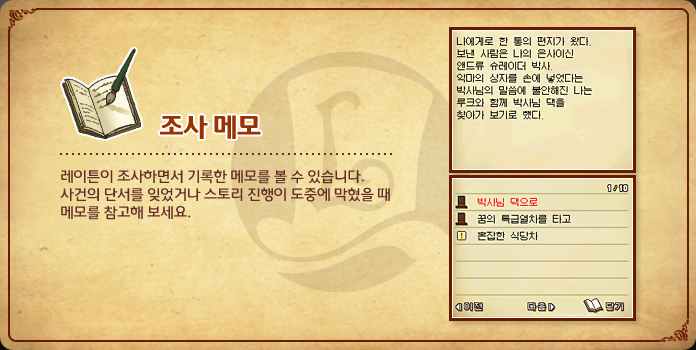 조사 메모
레이튼이 조사하면서 기록한 메모를 볼 수 있습니다.
사건의 단서를 잊었거나 스토리 진행이 도중에 막혔을 때
메모를 참고해 보세요.
나에게로 한 통의 편지가 왔다.
보낸 사람은 나의 은사이신
앤드류 슈레이더 박사.
악마의 상자를 손에 넣었다는
박사님의 말씀에 불안해진 나는
루크와 함께 박사님 댁을
찾아가 보기로 했다.
1/10
박사님 댁으로
꿈의 특급열차를 타고
혼잡한 식당차
이전 다음 닫기